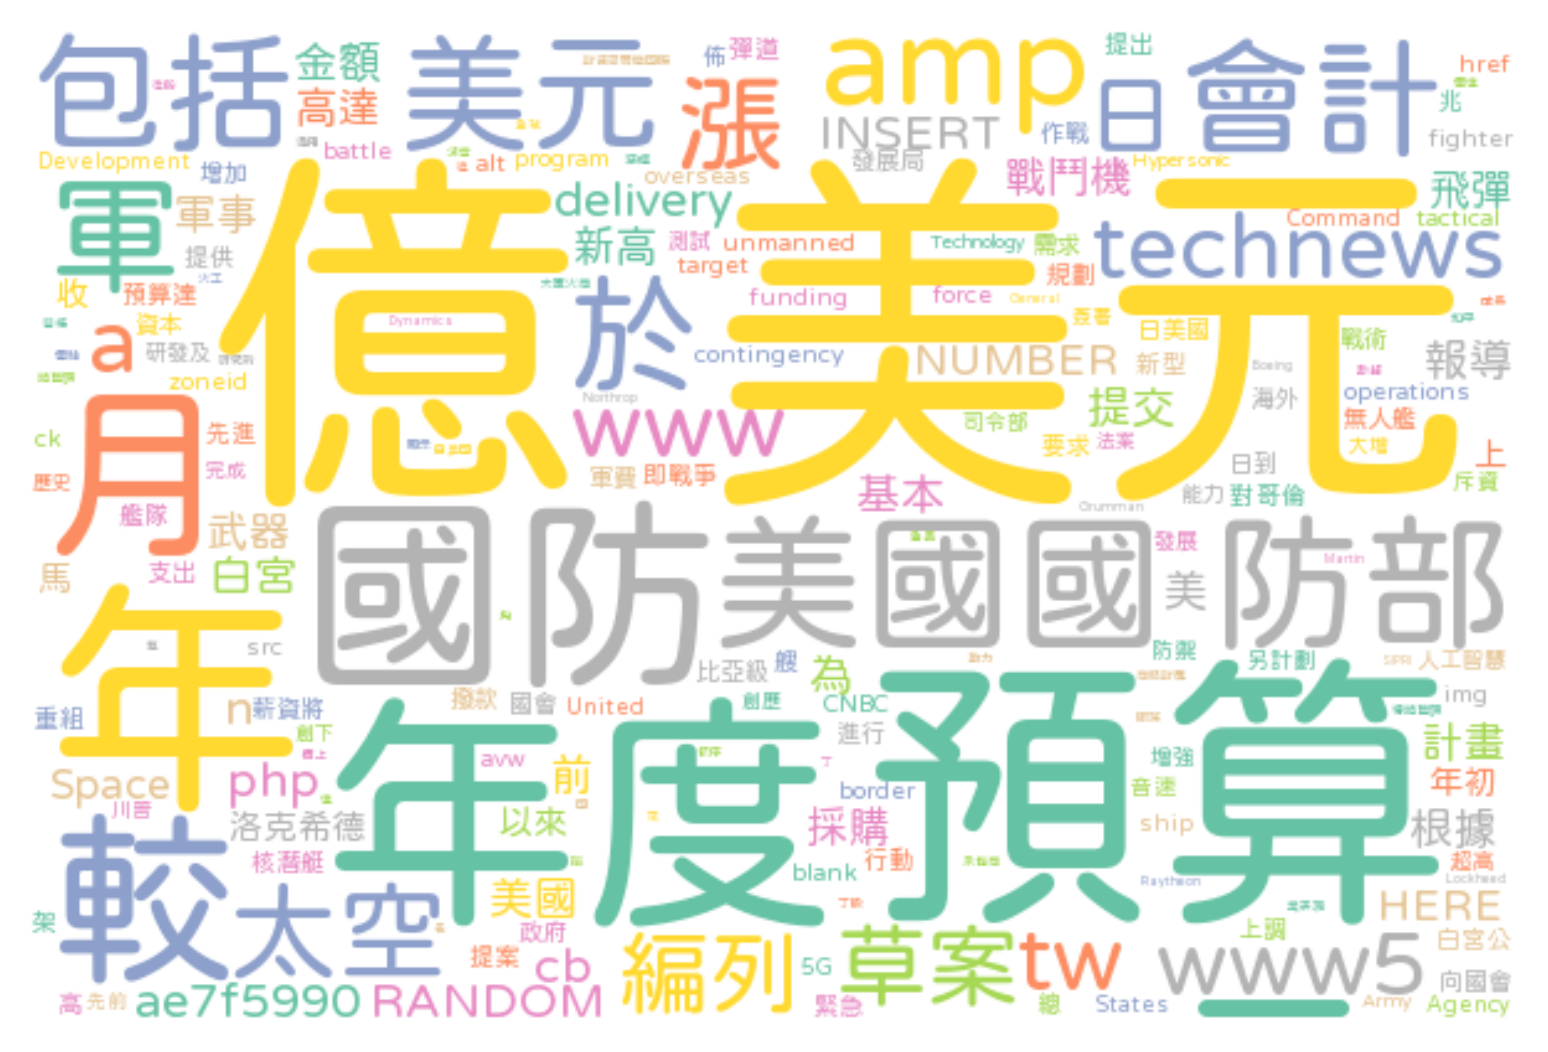 包括
金額
高達
美元
佈
彈道
漲
amp
INSERT
提出
日
會計
href
兆
fighter
作戰
Development
增加
battle
alt
program
overseas
發展局
戰鬥機
Hypersonic
飛彈
軍
軍事
提供
億美元
delivery
新高
測試
unmanned
target
Technology
需求
規劃
Command
tactical
technews
收
預算達
a
資本
研發及
zoneid
Dynamics
於
funding
force
General
簽署
contingency
NUMBER
日美國
新型
戰術
報導
Boeing
海外
operations
Northrop
www
司令部
提交
要求
法案
無人艦
大增
上
ck
月
先進
完成
歷史
艦隊
武器
軍費
即戰爭
基本
日到
能力
對哥倫
斥資
Grumman
馬
支出
白宮
國防
美國國防部
發展
美
Martin
年
src
比亞級
艘
為
防禦
另計劃
SIPRI
人工智慧
重組
n
薪資將
撥款
國會
United
創歷
CNBC
img
創下
年度預算
avw
前
進行
增強
計畫
Space
php
border
音速
年初
川普
洛克希德
以來
採購
ship
根據
較
核潛艇
blank
行動
超高
Raytheon
Lockheed
太空
美國
HERE
架
政府
提案
cb
編列
5G
草案
tw
www5
上調
白宮公
高
先前
ae7f5990
RANDOM
緊急
總
States
Army
向國會
Agency